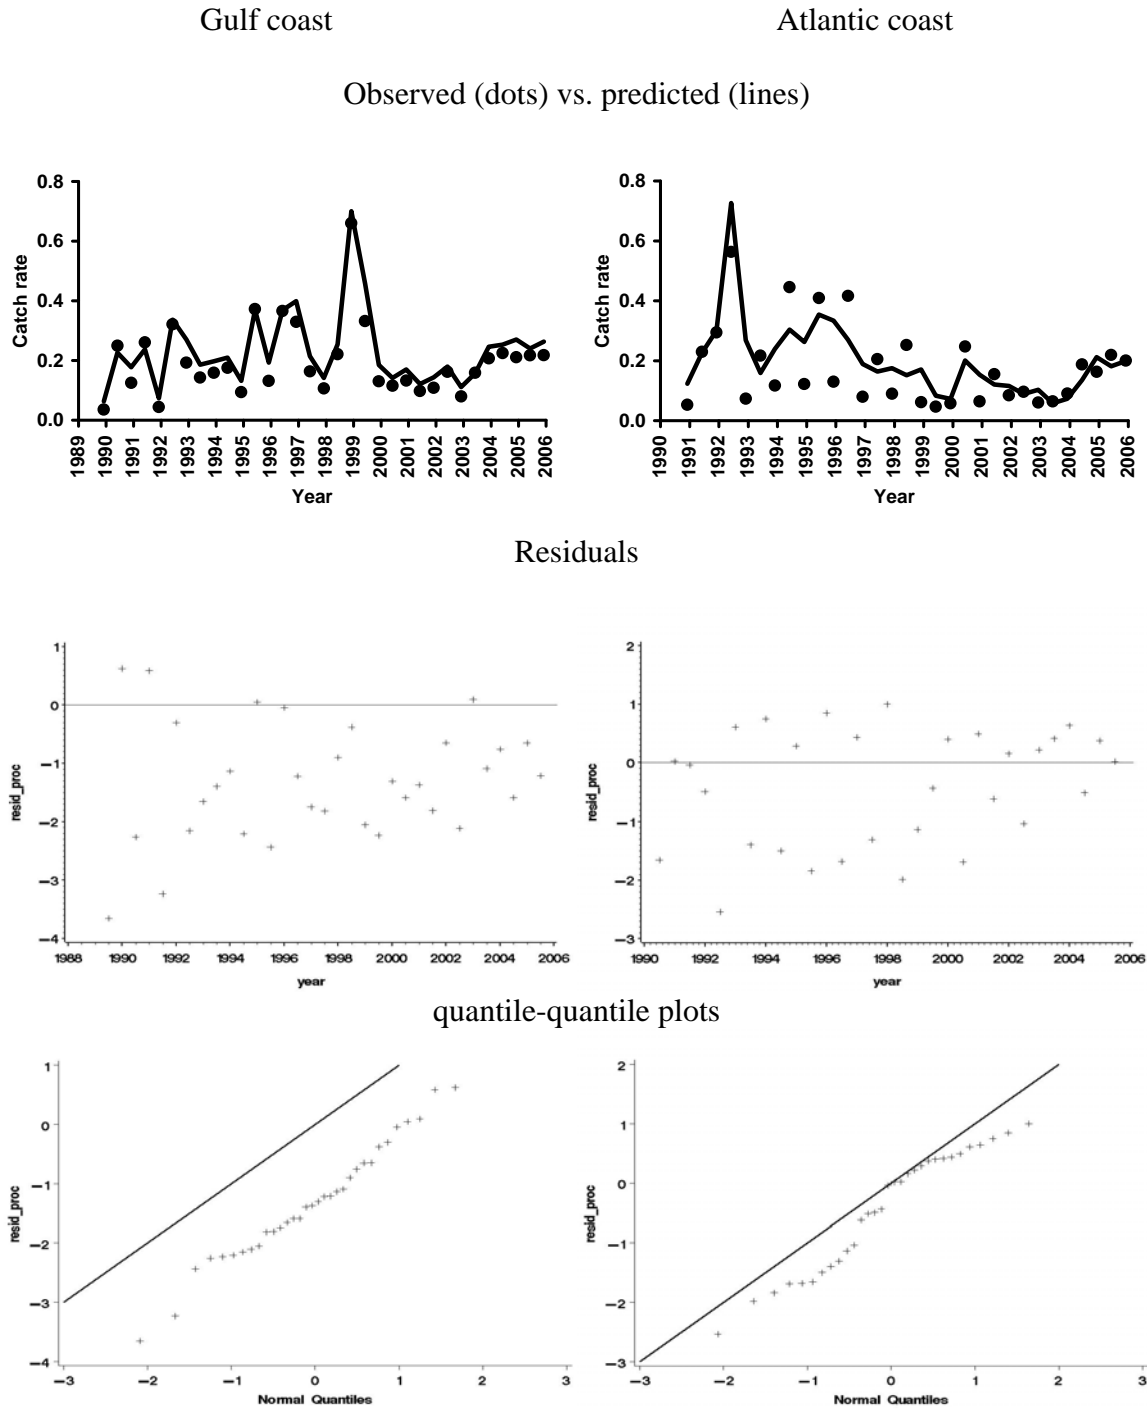 Gulf coast Atlantic coast
Observed (dots) vs. predicted (lines)
0.8
0.6
0.4
0.2
0.0
Catch rate
1989 1990 1991 1992 1993 1994 1995 1996 1997 1998 1999 2000 2001 2002 2003 2004 2005 2006
Year
0.8
0.6
0.4
0.2
0.0
Catch rate
1990 1991 1992 1993 1994 1995 1996 1997 1998 1999 2000 2001 2002 2003 2004 2005 2006
Year
Residuals
1
0
−1
−2
−3
−4
resid_proc
1988 1990 1992 1994 1996 1998 2000 2002 2004 2006
year
2
1
0
−1
−2
−3
resid_proc
1990 1992 1994 1996 1998 2000 2002 2004 2006
year
quantile-quantile plots
1
0
−1
−2
−3
−4
resid_proc
−3 −2 −1 0 1 2 3
Normal Quantiles
2
1
0
−1
−2
−3
resid_proc
−3 −2 −1 0 1 2 3
Normal Quantiles